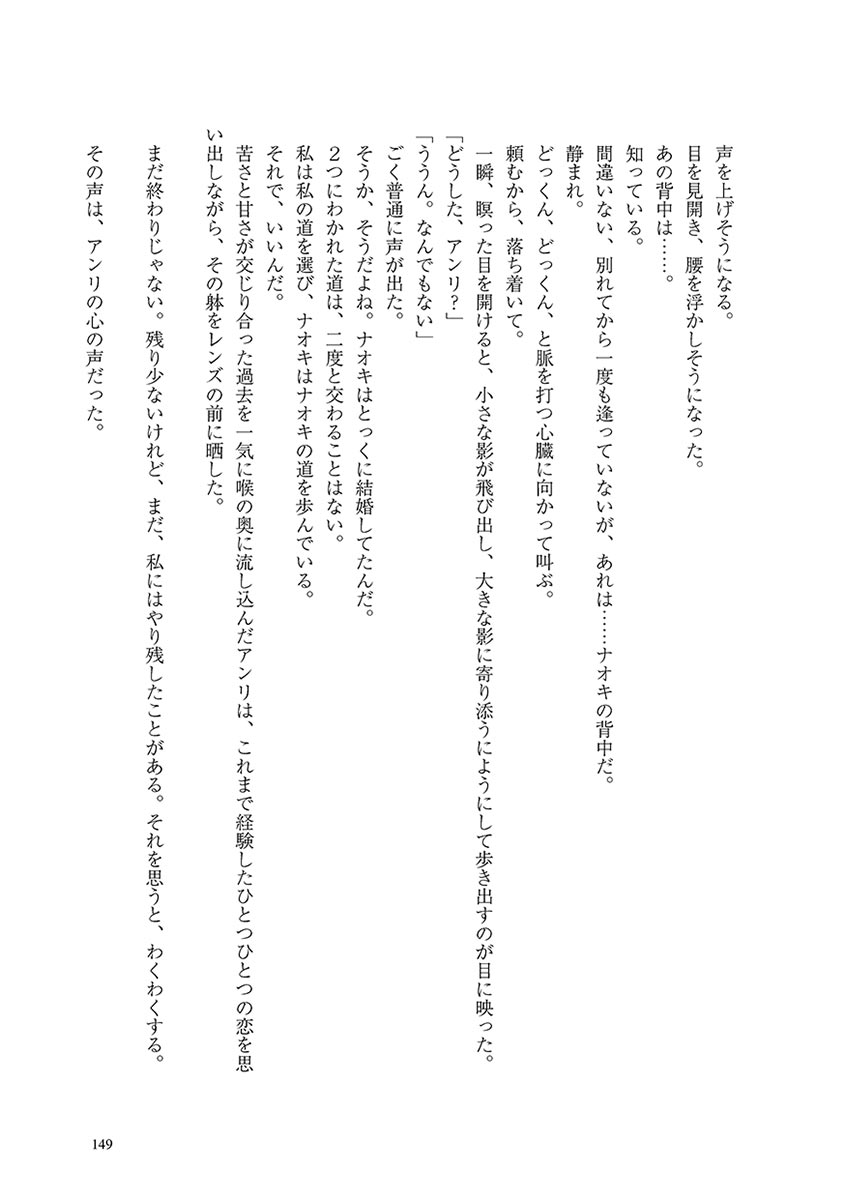 声を上げそうになる。
目を見開き、腰を浮かしそうになった。
あの背中は……。
知っている。
間違いない、別れてから一度も逢っていないが、あれは……ナオキの背中だ。
静まれ。
どっくん、どっくん、と脈を打つ心臓に向かって叫ぶ。
頼むから、落ち着いて。
一瞬、瞑った目を開けると、小さな影が飛び出し、大きな影に寄り添うにようにして歩き出すのが目に映った。
「どうした、アンリ？」
「ううん。なんでもない」
ごく普通に声が出た。
そうか、そうだよね。ナオキはとっくに結婚してたんだ。
２つにわかれた道は、二度と交わることはない。
私は私の道を選び、ナオキはナオキの道を歩んでいる。
それで、いいんだ。
苦さと甘さが交じり合った過去を一気に喉の奥に流し込んだアンリは、これまで経験したひとつひとつの恋を思
い出しながら、その躰をレンズの前に晒した。
まだ終わりじゃない。残り少ないけれど、まだ、私にはやり残したことがある。それを思うと、わくわくする。
その声は、アンリの心の声だった。
149